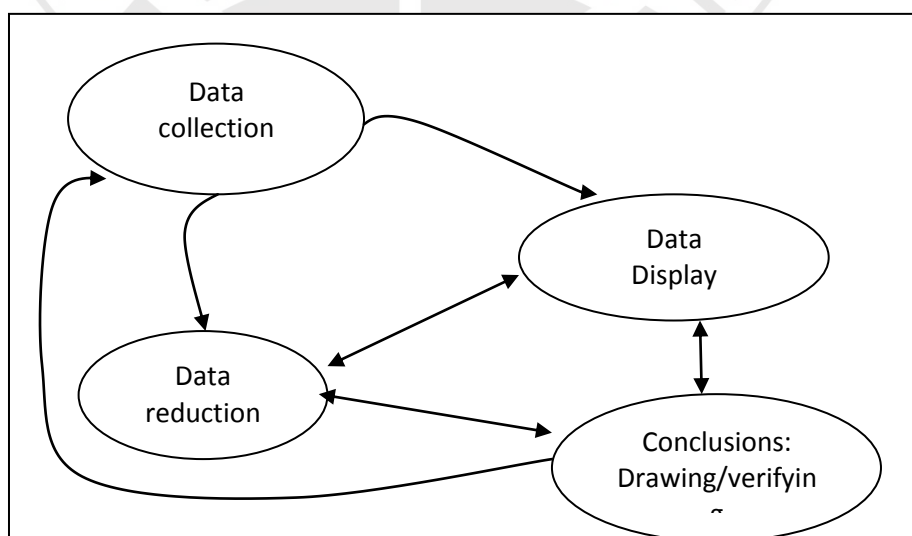 Data
collection
Data
Display
Data
reduction
Conclusions:
Drawing/verifyin